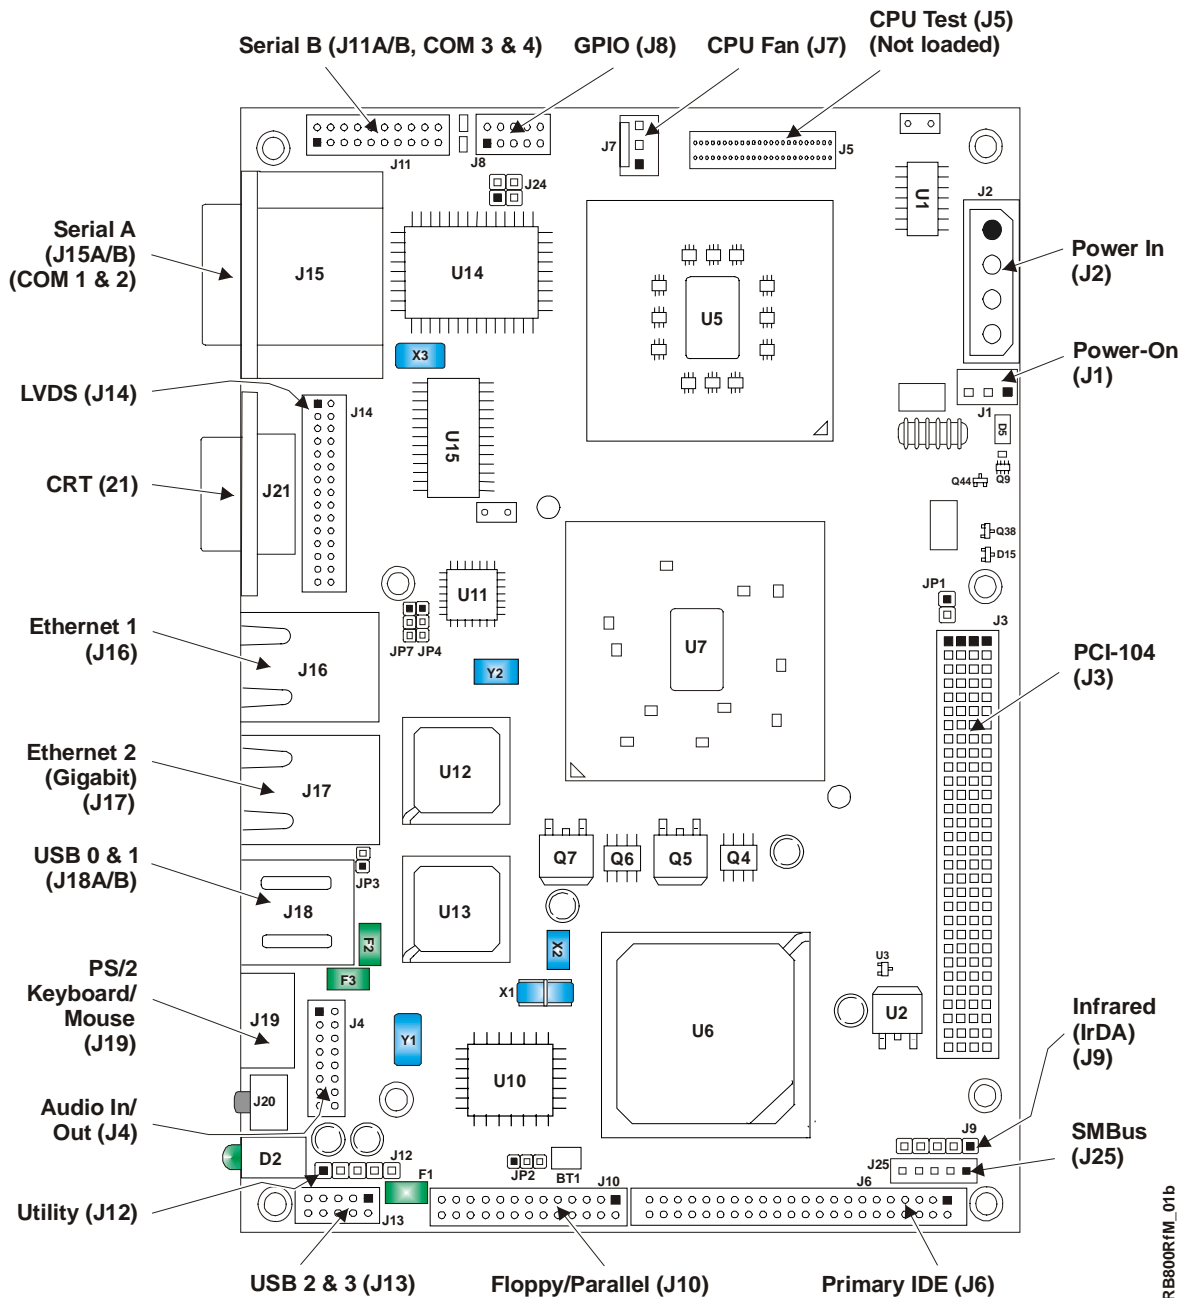 Serial B (J11A/B, COM 3 & 4)
GPIO (J8)
CPU Fan (J7)
CPU Test (J5)
(Not loaded)
J11
J8
J7
J5
J24
U1
J2
Serial A
(J15A/B)
(COM 1 & 2)
J15
U14
U5
Power In
(J2)
X3
Power-On
(J1)
LVDS (J14)
J14
J1
D5
U15
CRT (21)
J21
Q44
Q9
Q38
D15
U11
JP1
JP7
JP4
J3
Ethernet 1
(J16)
J16
Y2
U7
PCI-104
(J3)
Ethernet 2
(Gigabit)
(J17)
J17
U12
USB 0 & 1
(J18A/B)
JP3
Q7
Q6
Q5
Q4
J18
U13
F2
X2
F3
X1
U3
PS/2
Keyboard/
Mouse
(J19)
J19
J4
Y1
U6
U2
Infrared
(IrDA)
(J9)
U10
J20
Audio In/
Out (J4)
D2
J12
J9
J25
SMBus
(J25)
JP2
BT1
F1
J10
J6
Utility (J12)
J13
USB 2 & 3 (J13)
Floppy/Parallel (J10)
Primary IDE (J6)
RB800RfM_01b